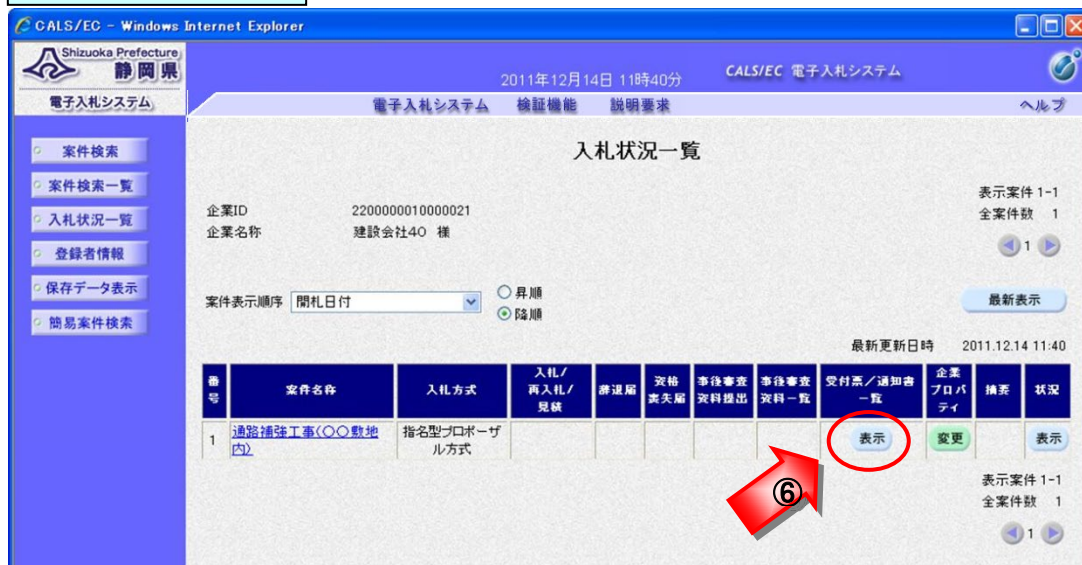 CALS/EC - Windows Internet Explorer
Shizuoka Prefecture
静岡県
2011年12月14日 11時40分
CALS/EC 電子入札システム
電子入札システム
電子入札システム 検証機能 説明要求
ヘルプ
案件検索
案件検索一覧
入札状況一覧
登録者情報
保存データ表示
簡易案件検索
入札状況一覧
表示案件 1-1
全案件数 1
1
企業ID 2200000010000021
企業名称 建設会社40 様
案件表示順序 開札日付
昇順
降順
最新表示
最新更新日時 2011.12.14 11:40
番号 案件名称 入札方式 入札/再入札/見積 辞退届 資格喪失届 事後審査資料提出 事後審査資料一覧 受付票/通知書一覧 企業プロパティ 摘要 状況
1 通路補強工事(○○敷地内) 指名型プロポーザル方式 表示 変更 表示
⑥
表示案件 1-1
全案件数 1
1